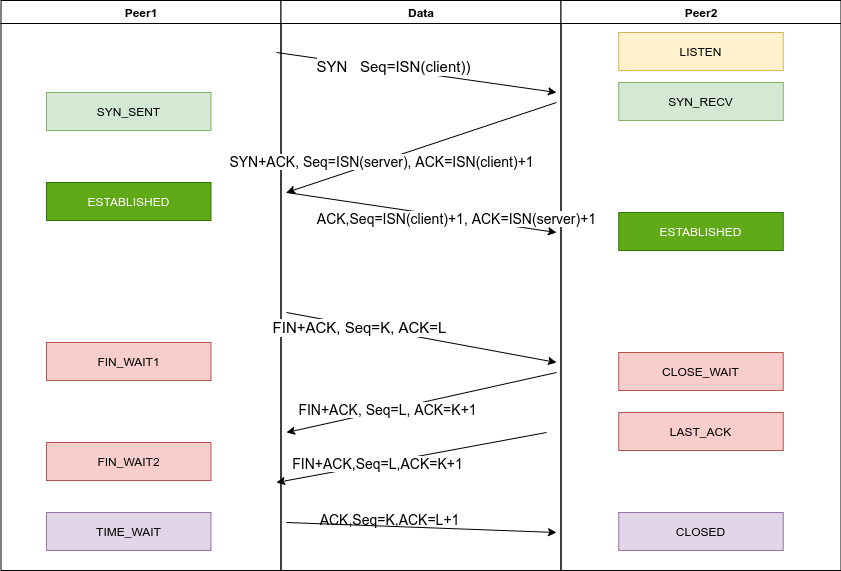 Peer1
Data
Peer2
LISTEN
SYN Seq=ISN(client))
SYN_RECV
SYN_SENT
SYN+ACK, Seq=ISN(server), ACK=ISN(client)+1
ESTABLISHED
ACK,Seq=ISN(client)+1, ACK=ISN(server)+1
ESTABLISHED
FIN+ACK, Seq=K, ACK=L
FIN_WAIT1
CLOSE_WAIT
FIN+ACK, Seq=L, ACK=K+1
LAST_ACK
FIN_WAIT2
FIN+ACK,Seq=L,ACK=K+1
ACK,Seq=K,ACK=L+1
TIME_WAIT
CLOSED